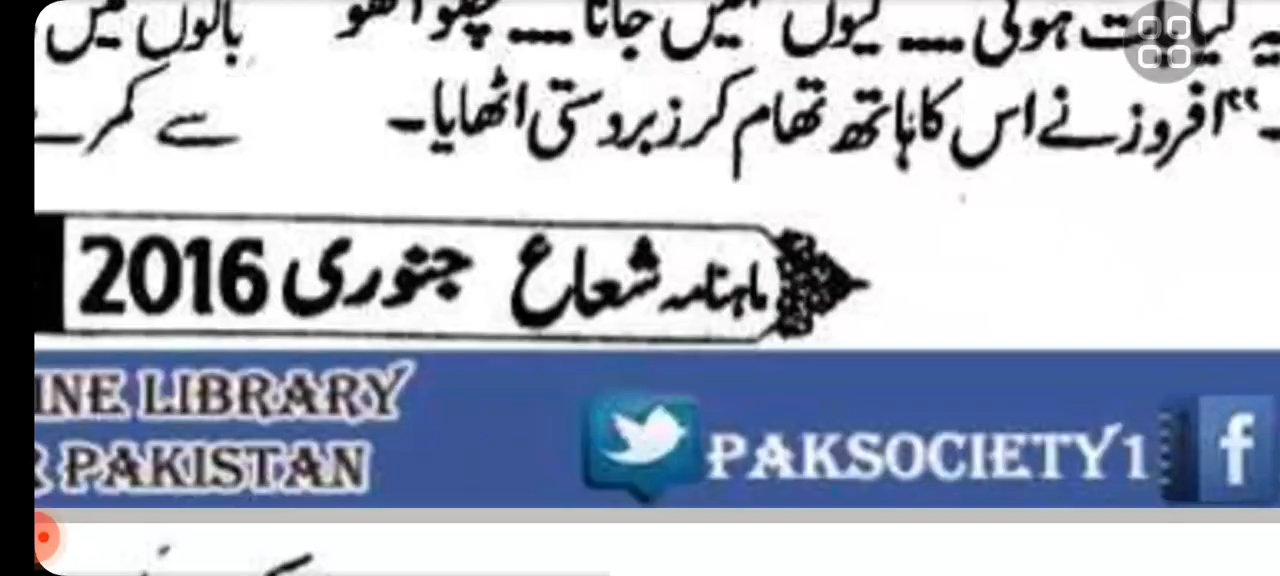 کیا بات ہوئی .... کیوں نہیں جانا .... چلو اٹھو
۔“افروز نے اس کا ہاتھ تھام کر زبردستی اٹھایا۔
بالوں میں
سے کمرے
ماہنامہ شعاع جنوری 2016
INE LIBRARY
R PAKISTAN
PAKSOCIETY1
f